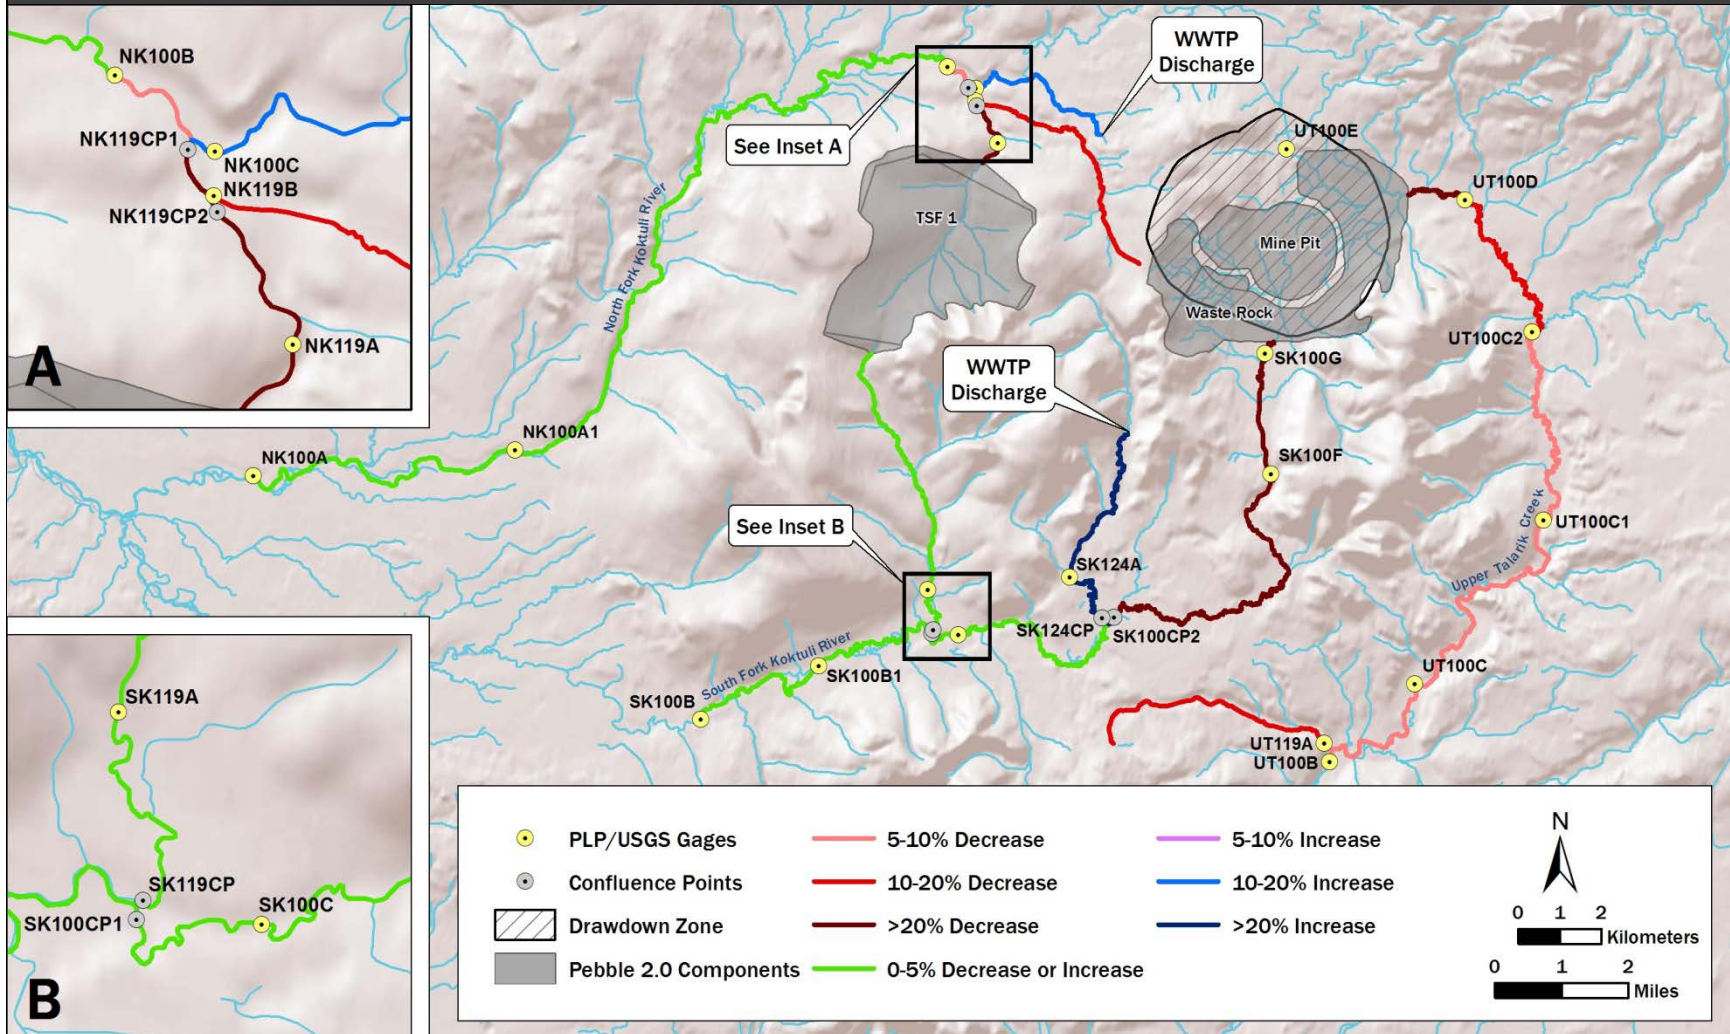 NK100B
NK119CP1
NK100C
NK119B
NK119CP2
NK119A
A
WWTP
Discharge
See Inset A
UT100E
UT100D
TSF 1
Mine Pit
North Fork Koktuli River
Waste Rock
UT100C2
SK100G
WWTP
Discharge
NK100A1
NK100A
SK100F
See Inset B
UT100C1
Upper Talarik Creek
SK124A
SK124CP
SK100CP2
South Fork Koktuli River
SK100B1
SK100B
UT100C
UT119A
UT100B
SK119A
SK119CP
SK100CP1
SK100C
B
PLP/USGS Gages
Confluence Points
Drawdown Zone
Pebble 2.0 Components
5-10% Decrease
10-20% Decrease
>20% Decrease
0-5% Decrease or Increase
5-10% Increase
10-20% Increase
>20% Increase
N
0 1 2
Kilometers
0 1 2
Miles